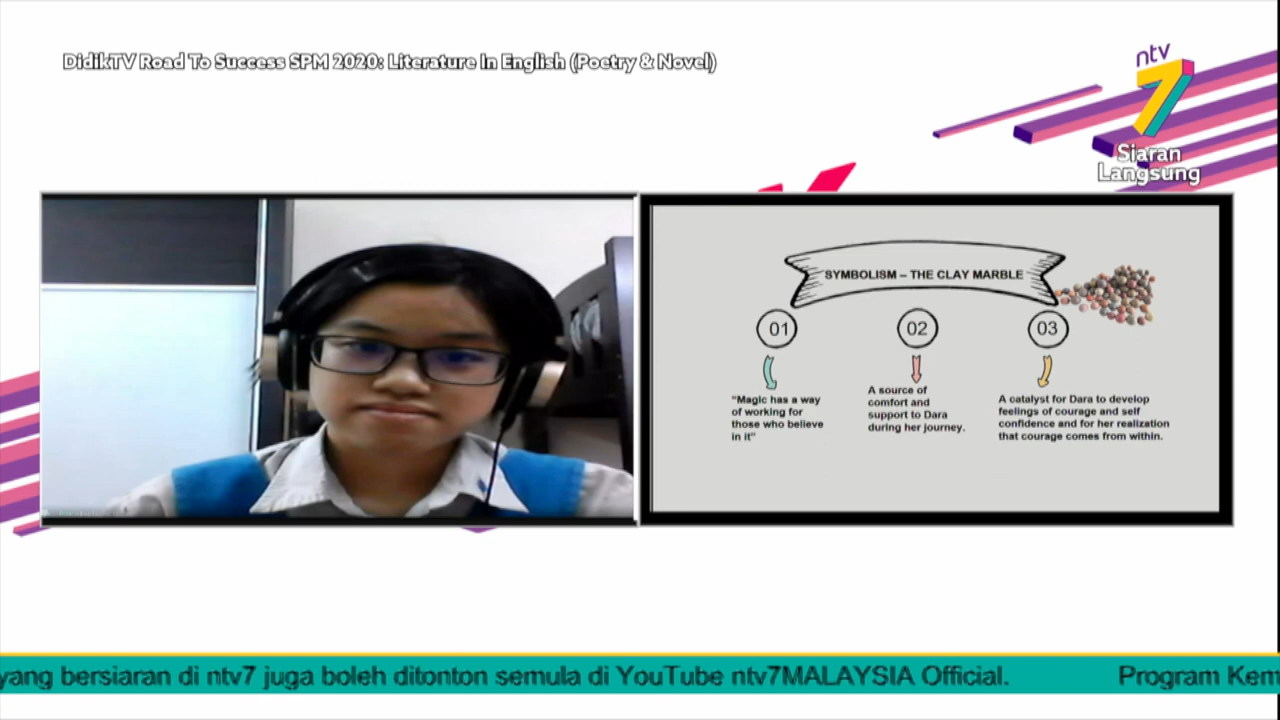 DidikTV Road To Success SPM 2020: Literature In English (Poetry & Novel)
ntv
7
Siaran
Langsung
SYMBOLISM – THE CLAY MARBLE
01
02
03
"Magic has a way
of working for
those who believe
in it"
A source of
comfort and
support to Dara
during her journey.
A catalyst for Dara to develop
feelings of courage and self
confidence and for her realization
that courage comes from within.
yang bersiaran di ntv7 juga boleh ditonton semula di YouTube ntv7MALAYSIA Official. Program Kem